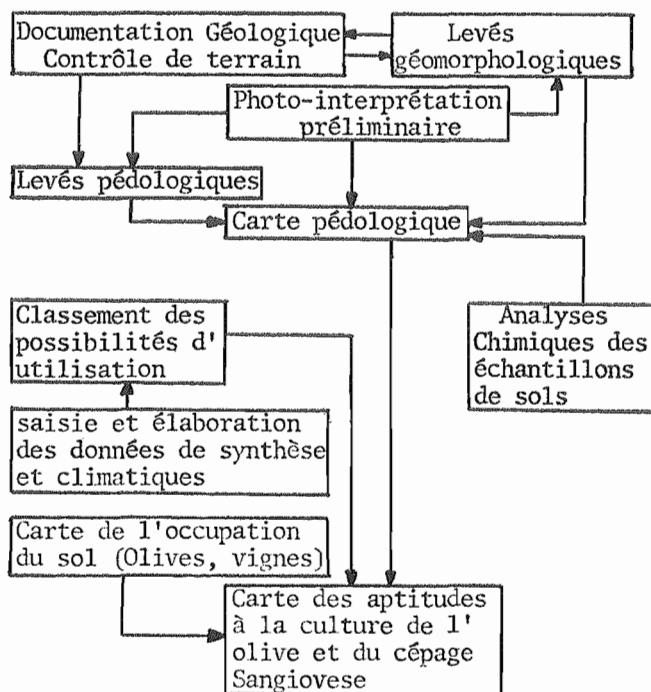 Documentation Géologique
Contrôle de terrain
Levés
géomorphologiques
Photo-interprétation
préliminaire
Levés pédologiques
Carte pédologique
Classement des
possibilités d'
utilisation
Analyses
Chimiques des
échantillons
de sols
saisie et élaboration
des données de synthèse
et climatiques
Carte de l'occupation
du sol (Olives, vignes)
Carte des aptitudes
à la culture de l'
olive et du cépage
Sangiovese